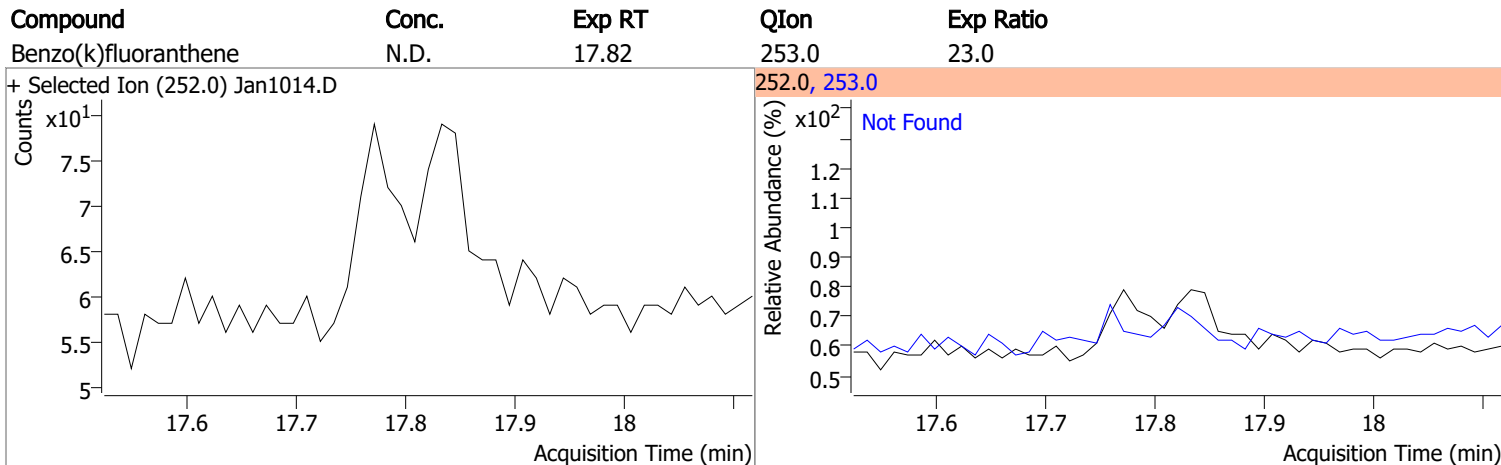 Compound Conc. Exp RT QIon Exp Ratio
Benzo(k)fluoranthene N.D. 17.82 253.0 23.0
+ Selected Ion (252.0) Jan1014.D
Counts
x10¹
7.5
7
6.5
6
5.5
5
17.6 17.7 17.8 17.9 18
Acquisition Time (min)
252.0, 253.0
Relative Abundance (%)
x10²
Not Found
1.2
1.1
1
0.9
0.8
0.7
0.6
0.5
17.6 17.7 17.8 17.9 18
Acquisition Time (min)